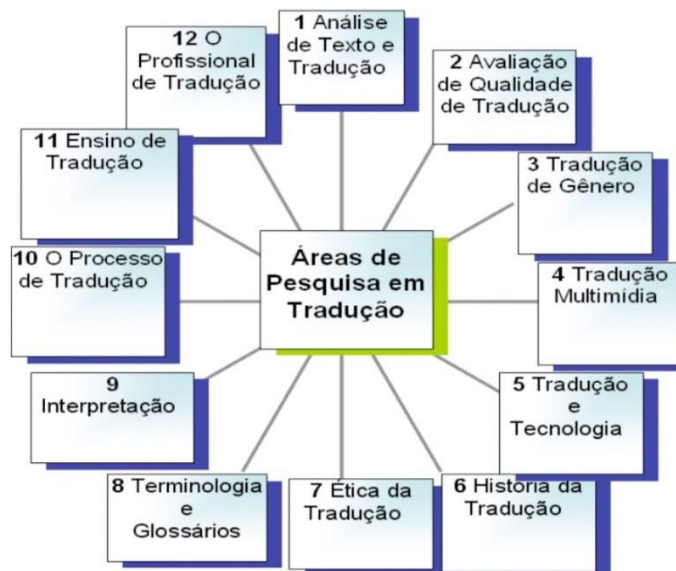 1 Análise
de Texto e
Tradução
2 Avaliação
de Qualidade
de Tradução
3 Tradução
de Gênero
4 Tradução
Multimídia
5 Tradução
e
Tecnologia
6 História da
Tradução
7 Ética da
Tradução
8 Terminologia
e
Glossários
9
Interpretação
10 O Processo
de Tradução
11 Ensino de
Tradução
12 O
Profissional
de Tradução
Áreas de
Pesquisa em
Tradução